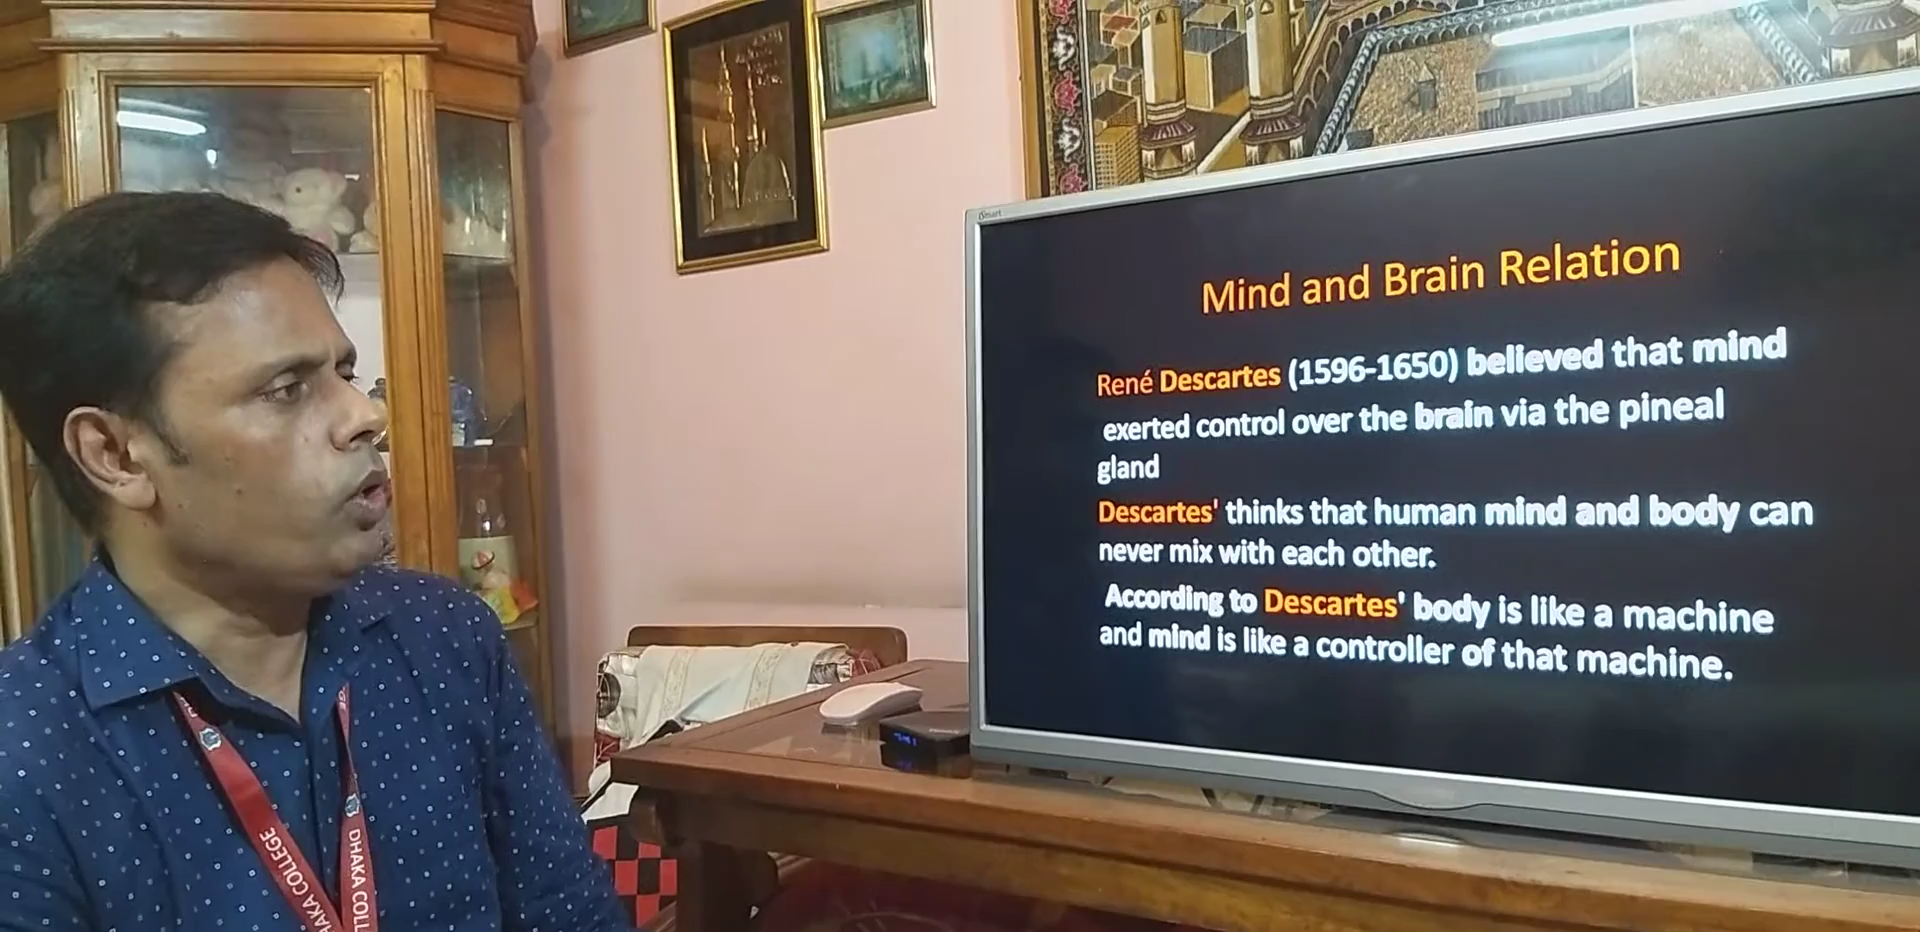 iSmart
Mind and Brain Relation
René Descartes (1596-1650) believed that mind
exerted control over the brain via the pineal
gland
Descartes' thinks that human mind and body can
never mix with each other.
According to Descartes' body is like a machine
and mind is like a controller of that machine.
DHAKA COLL
HAKA COLLEGE